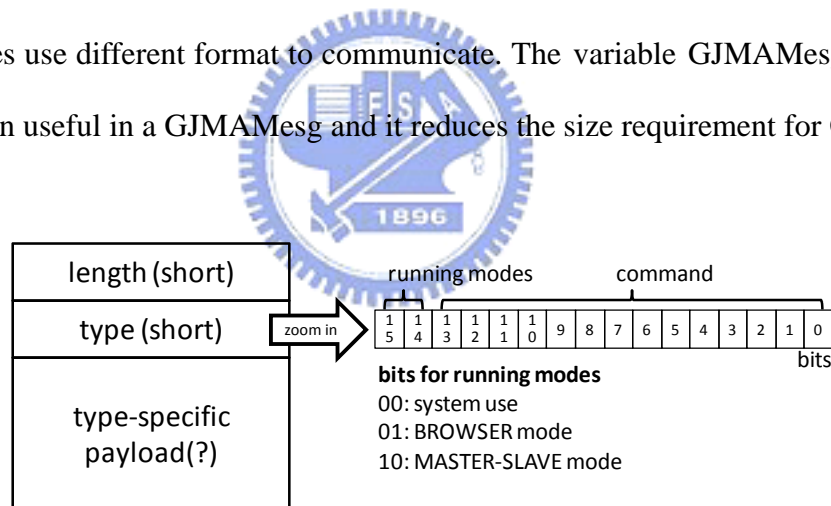 es use different format to communicate. The variable GJMAMes
n useful in a GJMAMesg and it reduces the size requirement for
E S A
1896
length (short)
type (short)
type-specific
payload(?)
zoom in
running modes command
15 14 13 12 11 10 9 8 7 6 5 4 3 2 1 0
bits
bits for running modes
00: system use
01: BROWSER mode
10: MASTER-SLAVE mode